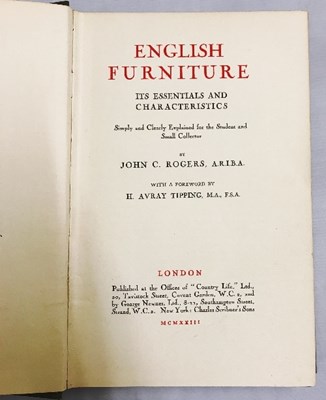 ENGLISH
FURNITURE
ITS ESSENTIALS AND
CHARACTERISTICS
Simply and Clearly Explained for the Student and
Small Collector
BY
JOHN C. ROGERS, A.R.I.B.A.
WITH A FOREWORD BY
H. AVRAY TIPPING, M.A., F.S.A.
LONDON
Published at the Offices of "Country Life," Ltd.,
20, Tavistock Street, Covent Garden, W.C.2, and
by George Newnes, Ltd., 8-11, Southampton Street,
Strand, W.C.2. New York: Charles Scribner's Sons
MCMXXIII